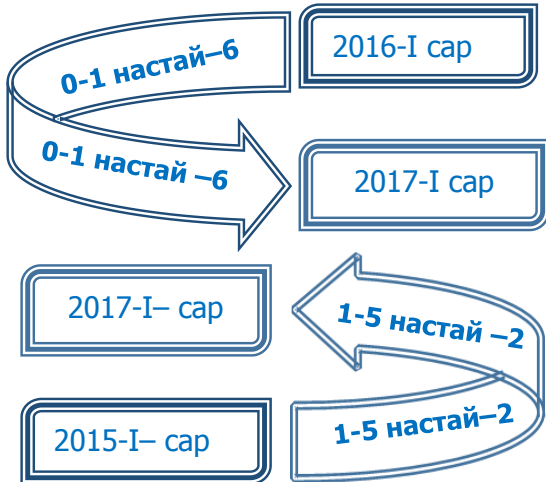 0-1 настай–6
2016-I сар
0-1 настай –6
2017-I сар
2017-I– сар
1-5 настай –2
2015-I– сар
1-5 настай–2